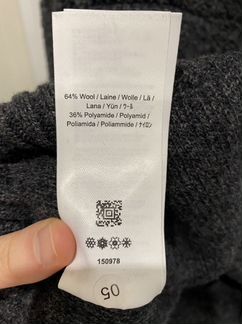 64% Wool / Laine / Wolle / Lã /
Lana / Yün / ウール
36% Polyamide / Polyamid /
Poliamida / Poliammide / ナイロン
150978
05